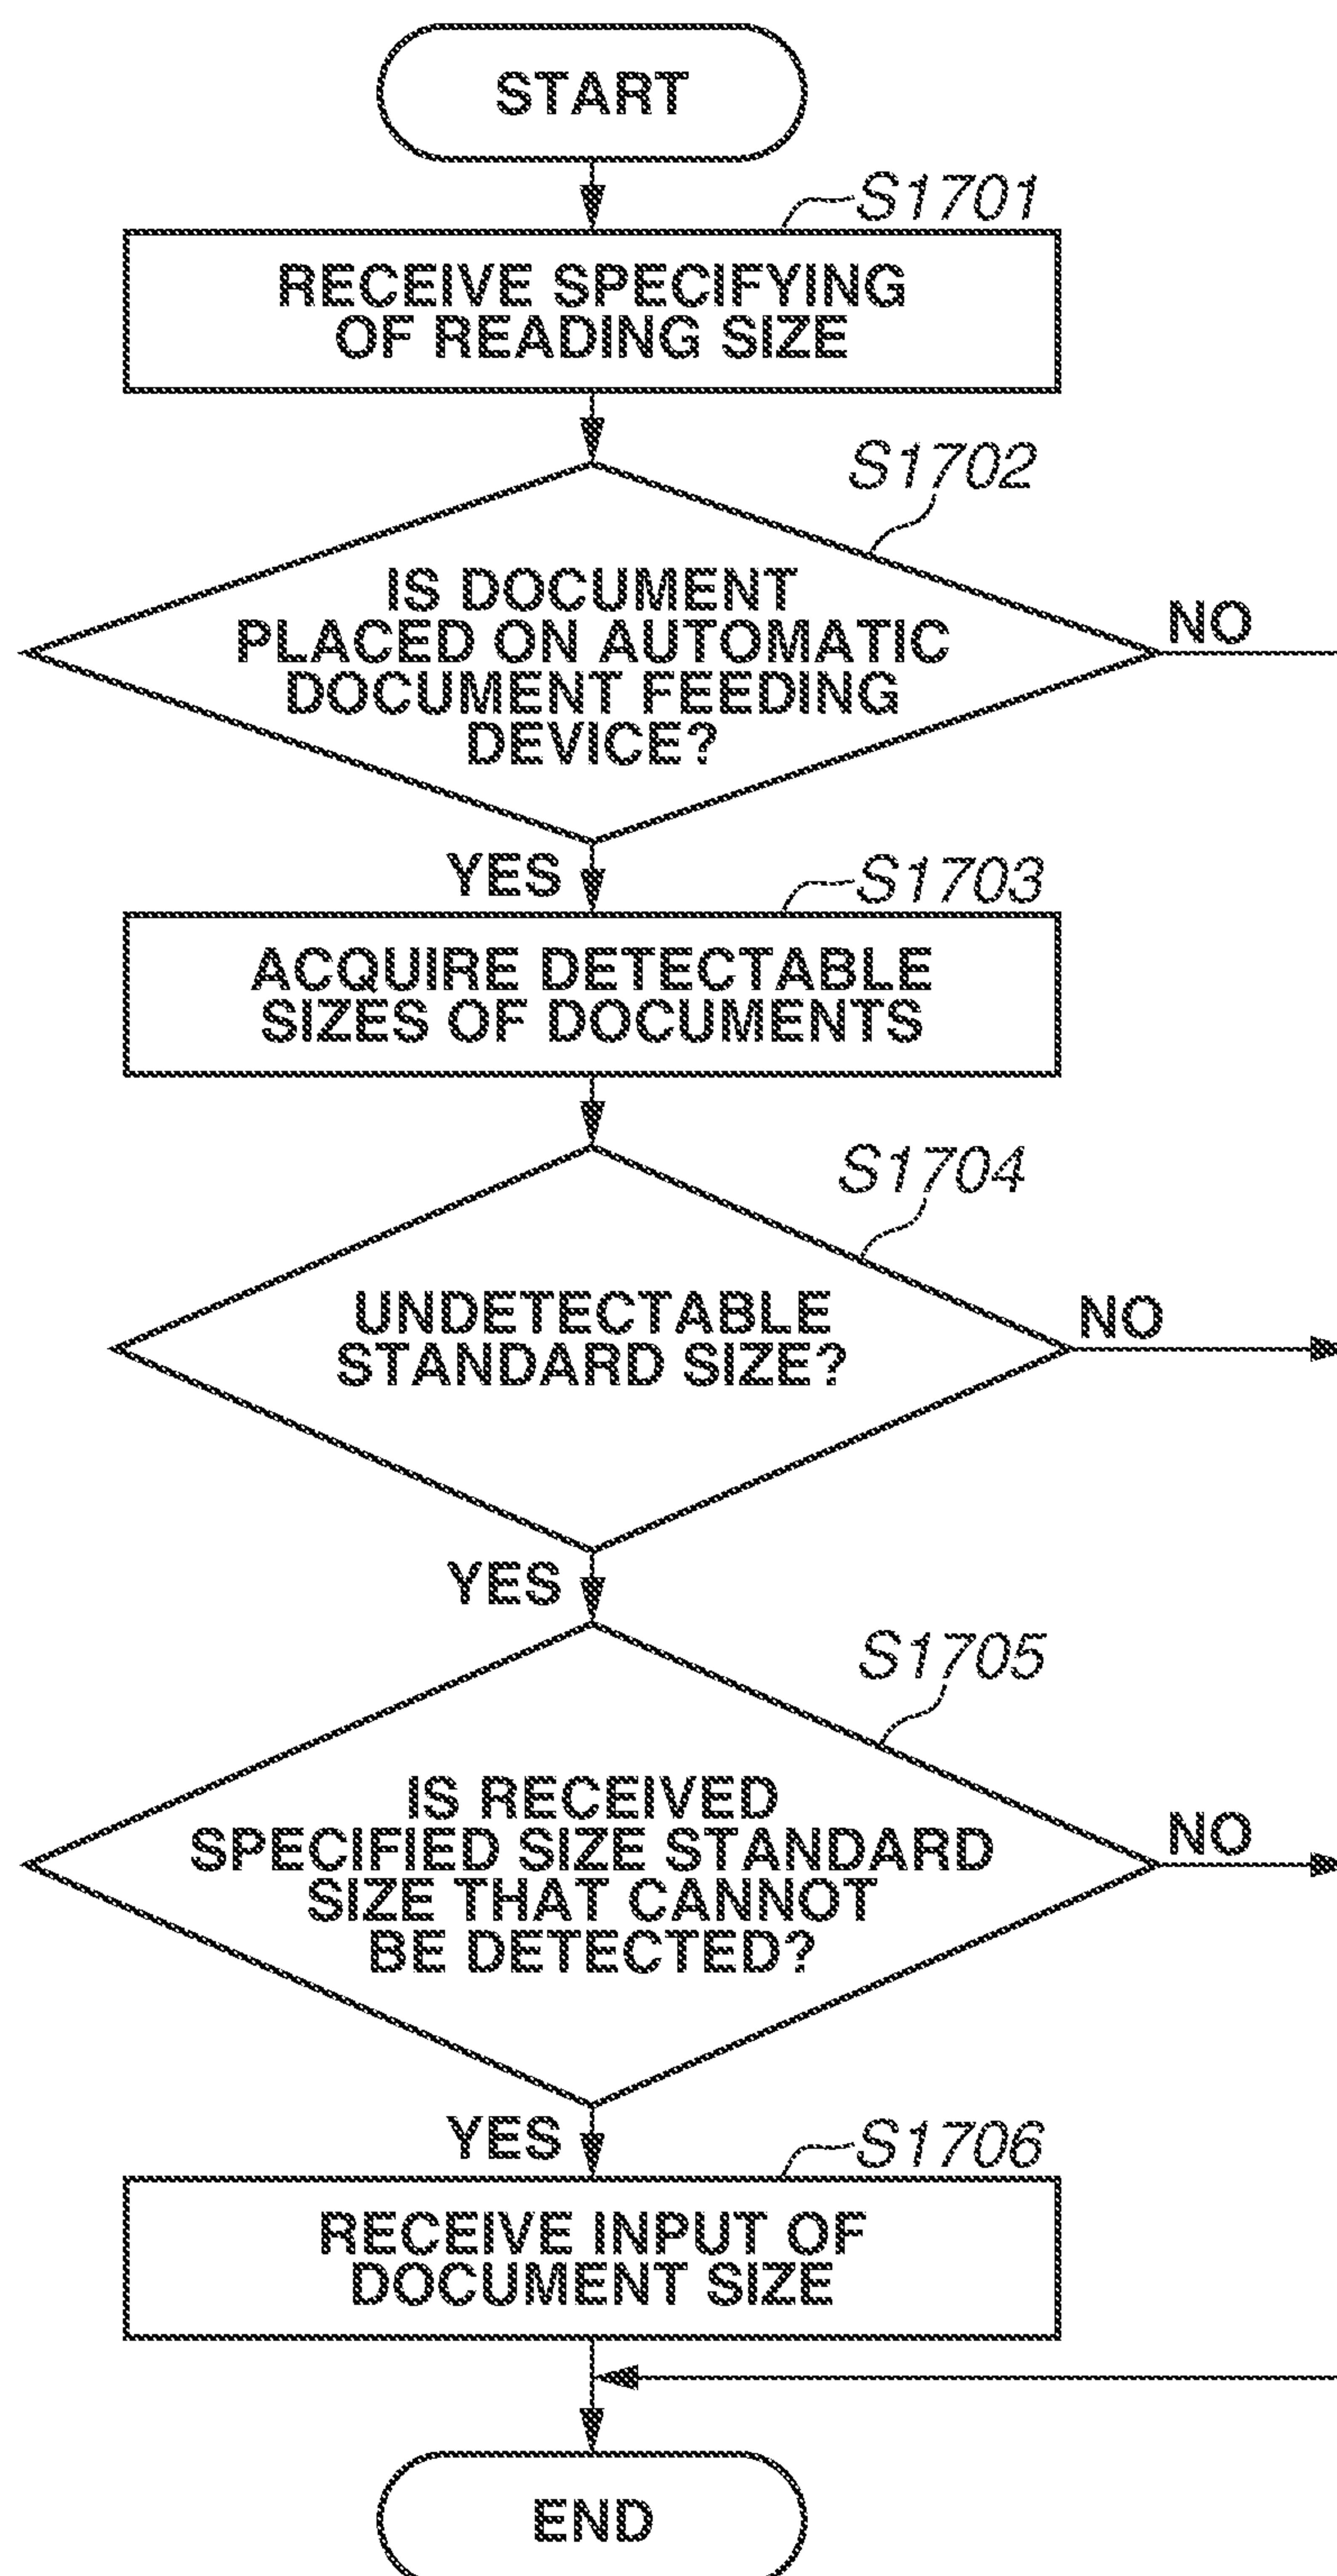 START
S1701
RECEIVE SPECIFYING
OF READING SIZE
S1702
IS DOCUMENT
PLACED ON AUTOMATIC
DOCUMENT FEEDING
DEVICE?
NO
YES
S1703
ACQUIRE DETECTABLE
SIZES OF DOCUMENTS
S1704
UNDETECTABLE
STANDARD SIZE?
NO
YES
S1705
IS RECEIVED
SPECIFIED SIZE STANDARD
SIZE THAT CANNOT
BE DETECTED?
NO
YES
S1706
RECEIVE INPUT OF
DOCUMENT SIZE
END